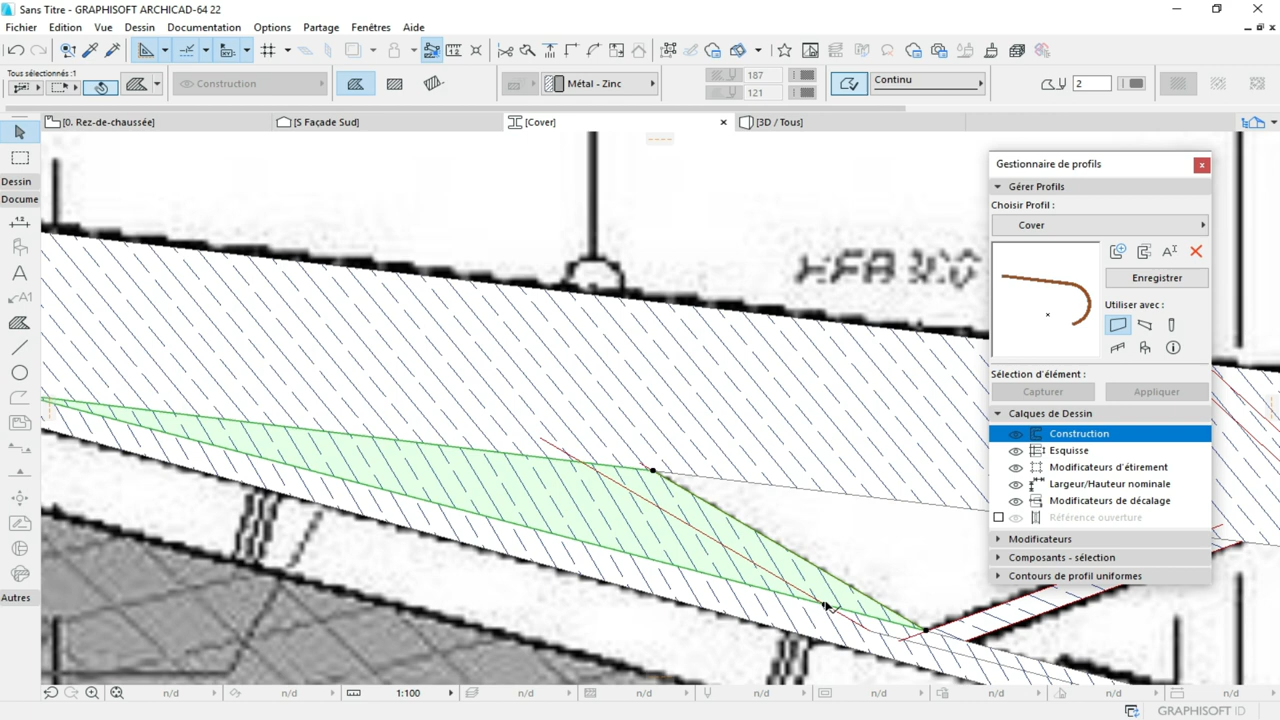 Sans Titre - GRAPHISOFT ARCHICAD-64 22
Fichier Edition Vue Dessin Documentation Options Partage Fenêtres Aide
Tous sélectionnés :1
Construction
Métal - Zinc
187
121
Continu
2
[0. Rez-de-chaussée]
[S Façade Sud]
[Cover]
[3D / Tous]
Dessin
Docume
1.2
A
A1
Autres
Gestionnaire de profils
Gérer Profils
Choisir Profil :
Cover
Enregistrer
Utiliser avec :
Sélection d'élément :
Capturer Appliquer
Calques de Dessin
Construction
Esquisse
Modificateurs d'étirement
Largeur/Hauteur nominale
Modificateurs de décalage
Référence ouverture
Modificateurs
Composants - sélection
Contours de profil uniformes
n/d n/d 1:100 n/d n/d n/d n/d n/d n/d n/d
GRAPHISOFT ID